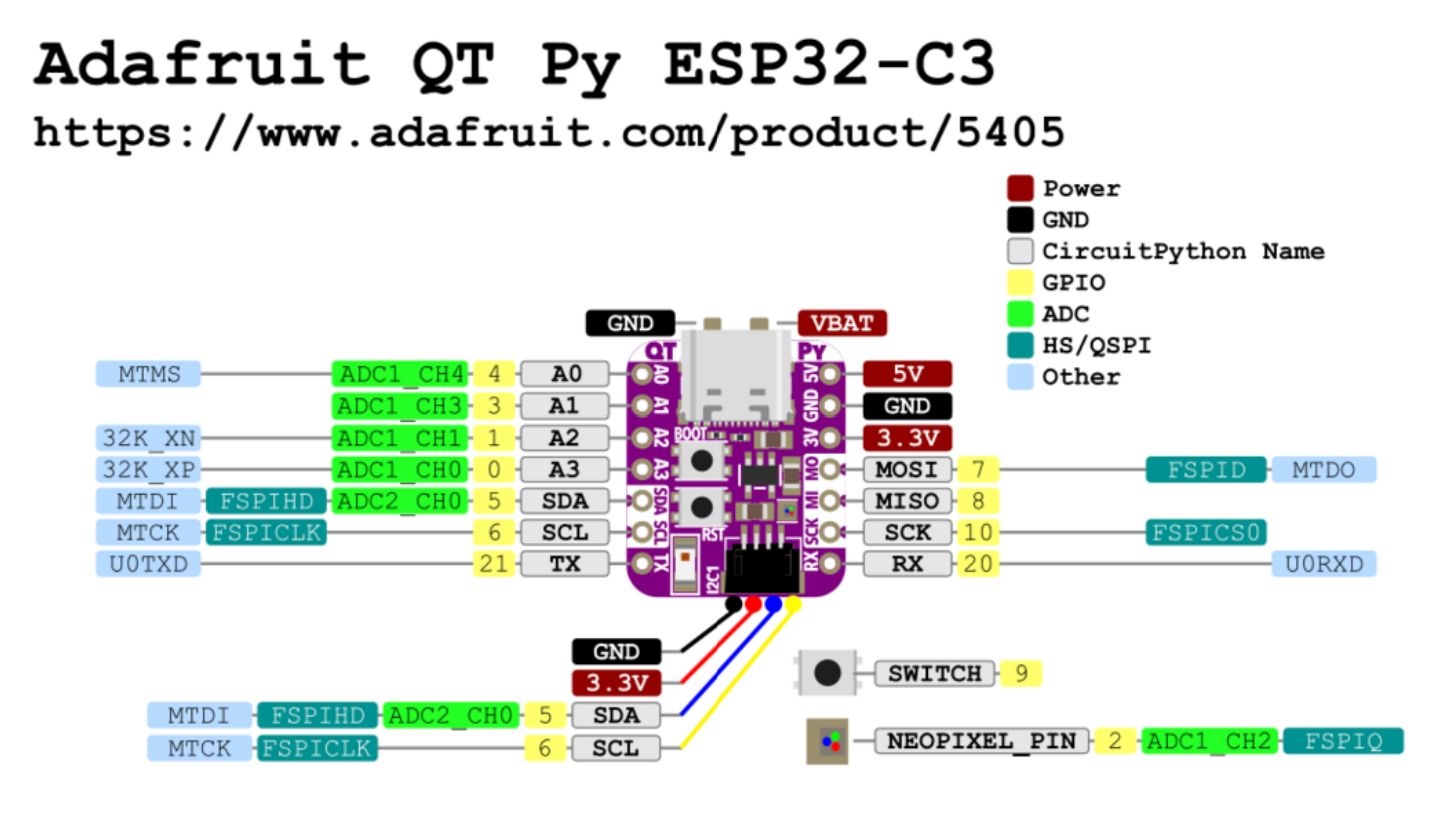 Adafruit QT Py ESP32-C3
https://www.adafruit.com/product/5405
Power
GND
CircuitPython Name
GPIO
ADC
HS/QSPI
Other
GND VBAT
QT Py
MTMS ADC1_CH4 4 A0 A0 5V 5V
ADC1_CH3 3 A1 A1 GND GND
32K_XN ADC1_CH1 1 A2 A2 BOOT 3V 3.3V
32K_XP ADC1_CH0 0 A3 A3 MO MOSI 7 FSPID MTDO
MTDI FSPIHD ADC2_CH0 5 SDA SDA MI MISO 8
MTCK FSPICLK 6 SCL SCL RST SCK SCK 10 FSPICS0
U0TXD 21 TX TX I2C1 RX RX 20 U0RXD
GND
3.3V
MTDI FSPIHD ADC2_CH0 5 SDA
MTCK FSPICLK 6 SCL
SWITCH 9
NEOPIXEL_PIN 2 ADC1_CH2 FSPIQ